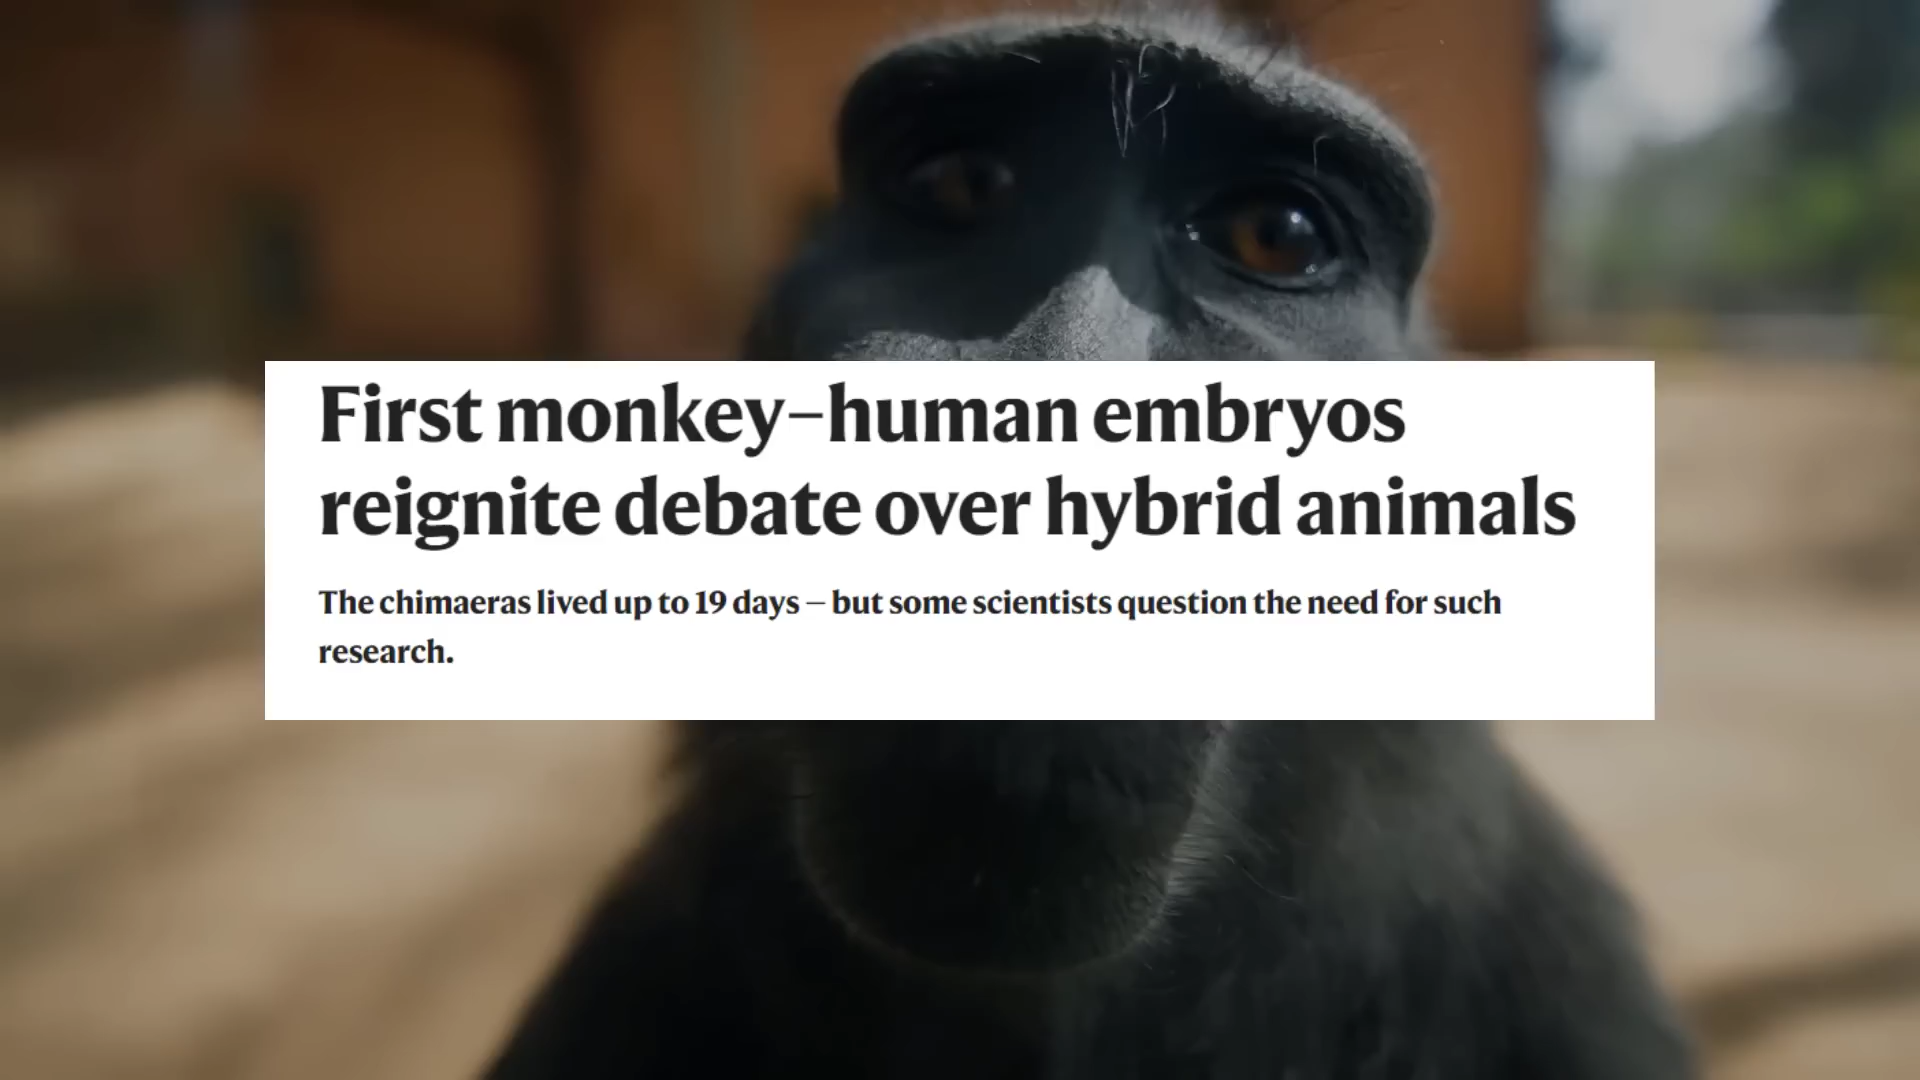 First monkey–human embryos
reignite debate over hybrid animals
The chimaeras lived up to 19 days — but some scientists question the need for such
research.